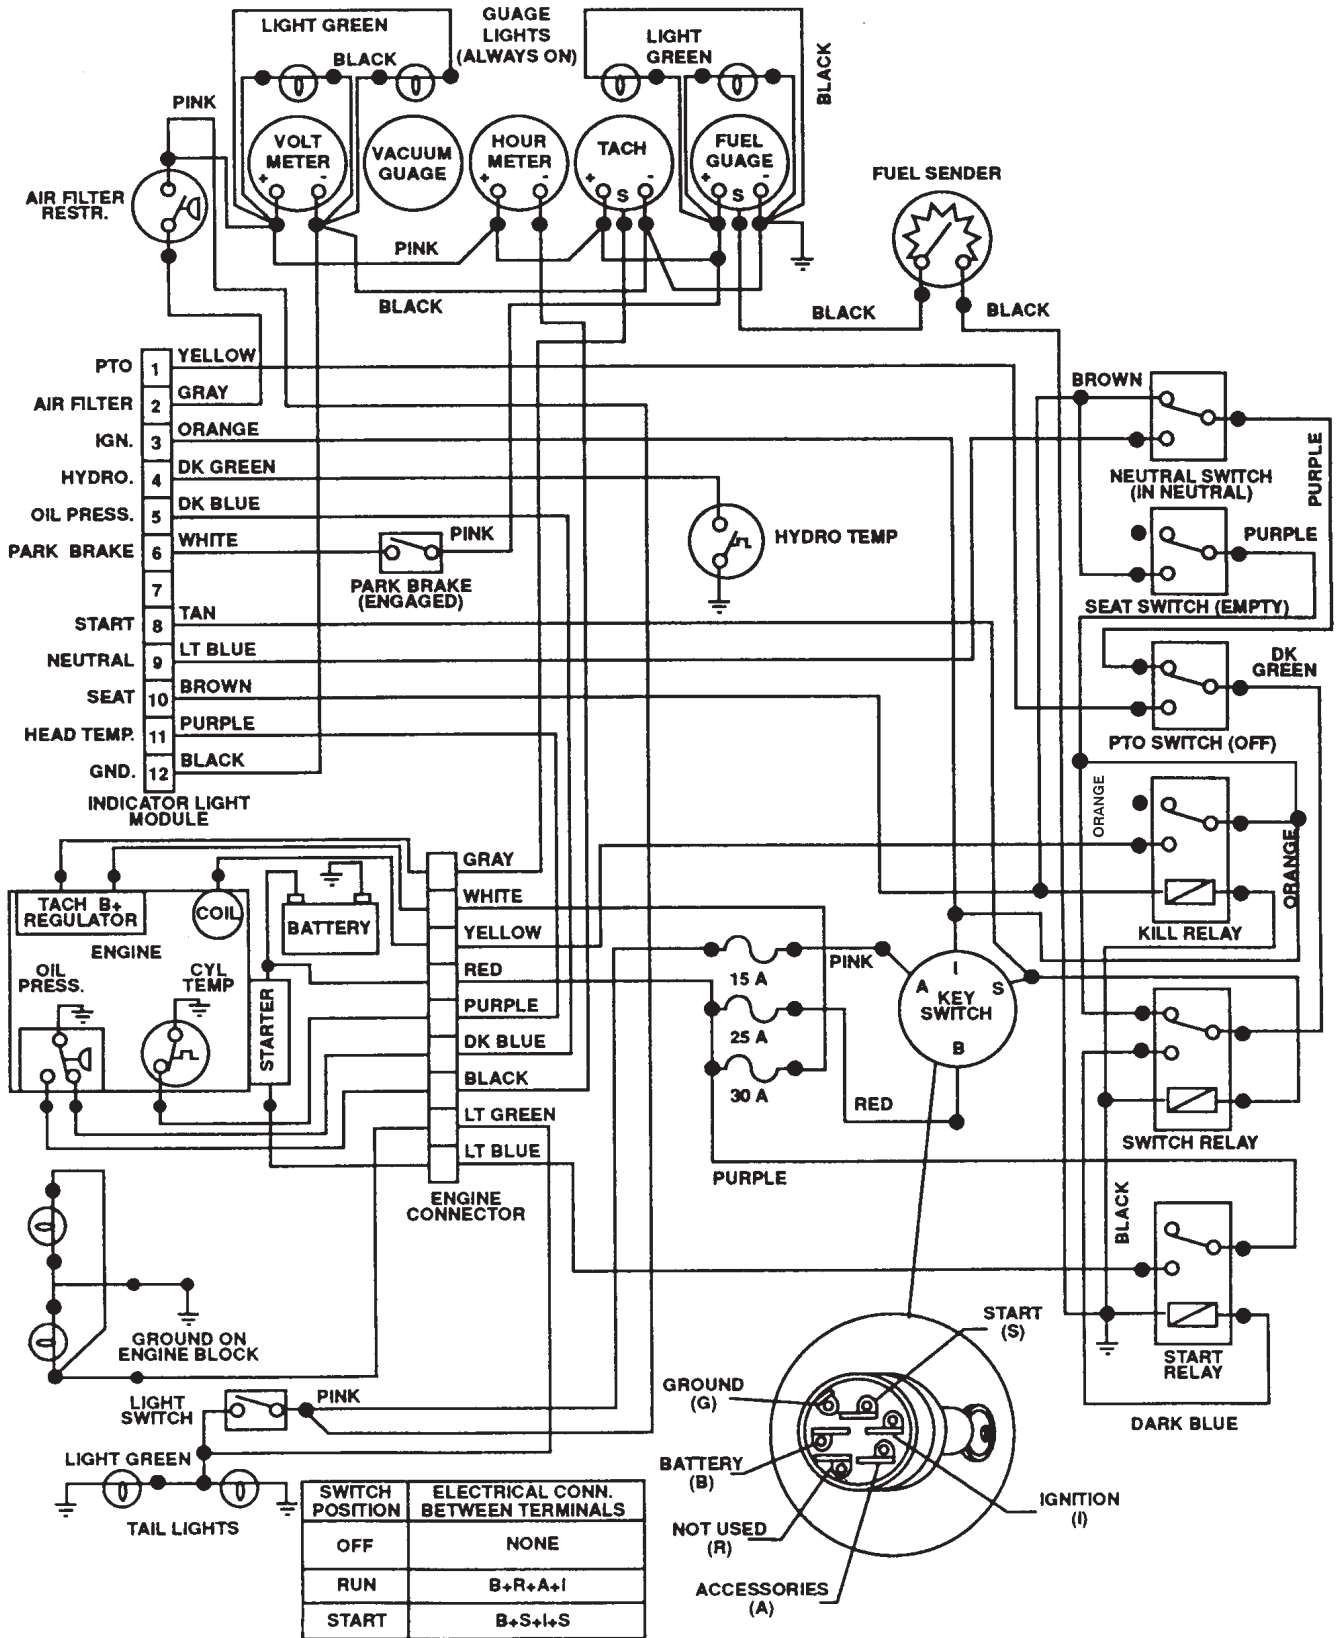 LIGHT GREEN
GUAGE
LIGHTS
(ALWAYS ON)
LIGHT
GREEN
BLACK
BLACK
PINK
VOLT
METER
+ -
VACUUM
GUAGE
HOUR
METER
+ -
TACH
+ S -
FUEL
GUAGE
+ S -
FUEL SENDER
AIR FILTER
RESTR.
PINK
BLACK
BLACK
BLACK
PTO 1 YELLOW
AIR FILTER 2 GRAY
IGN. 3 ORANGE
HYDRO. 4 DK GREEN
OIL PRESS. 5 DK BLUE
PARK BRAKE 6 WHITE
7
START 8 TAN
NEUTRAL 9 LT BLUE
SEAT 10 BROWN
HEAD TEMP. 11 PURPLE
GND. 12 BLACK
INDICATOR LIGHT
MODULE
PINK
PARK BRAKE
(ENGAGED)
HYDRO TEMP
BROWN
NEUTRAL SWITCH
(IN NEUTRAL)
PURPLE
PURPLE
SEAT SWITCH (EMPTY)
DK
GREEN
PTO SWITCH (OFF)
ORANGE
ORANGE
KILL RELAY
TACH B+
REGULATOR
COIL
BATTERY
ENGINE
OIL
PRESS.
CYL
TEMP
STARTER
GRAY
WHITE
YELLOW
RED
PURPLE
DK BLUE
BLACK
LT GREEN
LT BLUE
ENGINE
CONNECTOR
15 A
25 A
30 A
PINK
I
A S
KEY
SWITCH
B
RED
PURPLE
SWITCH RELAY
BLACK
START
RELAY
DARK BLUE
GROUND ON
ENGINE BLOCK
LIGHT
SWITCH
PINK
LIGHT GREEN
TAIL LIGHTS
START
(S)
GROUND
(G)
BATTERY
(B)
NOT USED
(R)
IGNITION
(I)
ACCESSORIES
(A)
SWITCH
POSITION
ELECTRICAL CONN.
BETWEEN TERMINALS
OFF NONE
RUN B+R+A+I
START B+S+I+S